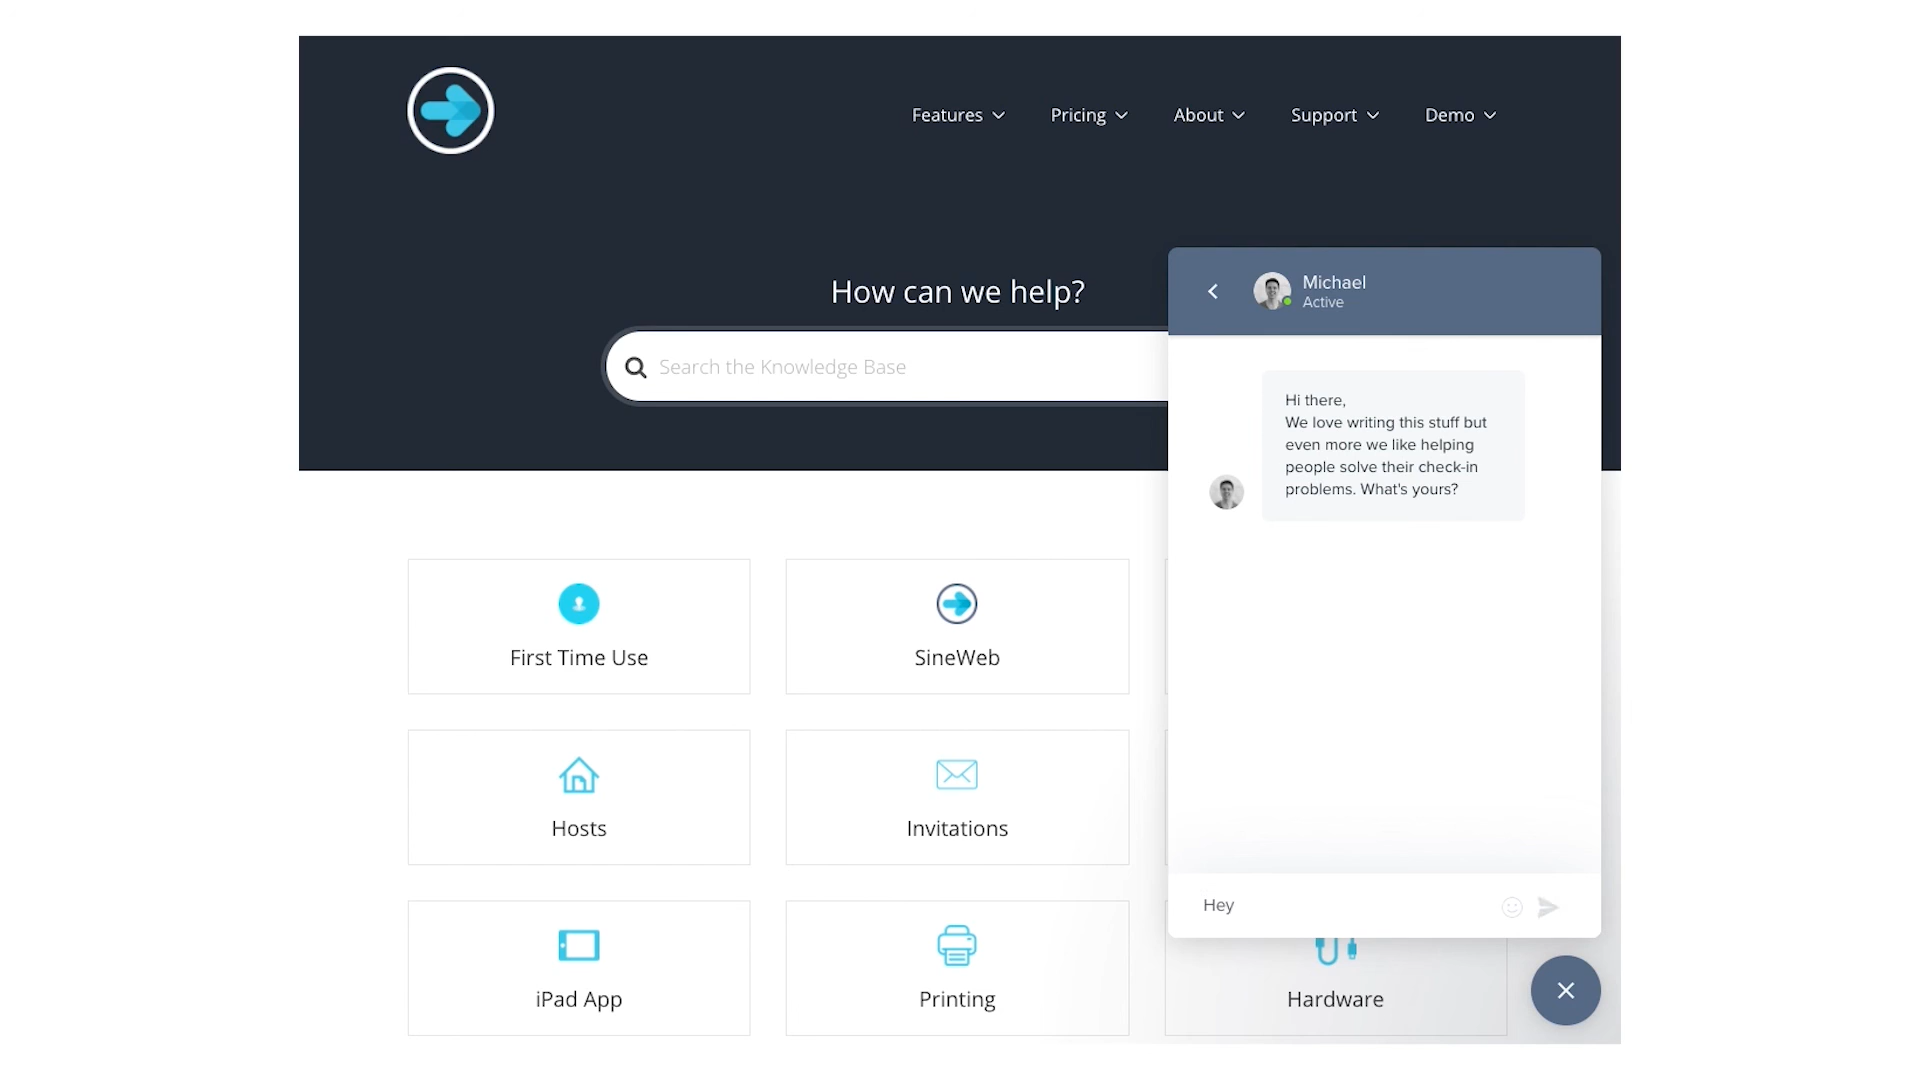 Features
Pricing
About
Support
Demo
How can we help?
Search the Knowledge Base
Michael
Active
Hi there,
We love writing this stuff but
even more we like helping
people solve their check-in
problems. What's yours?
Hey
First Time Use
SineWeb
Hosts
Invitations
iPad App
Printing
Hardware